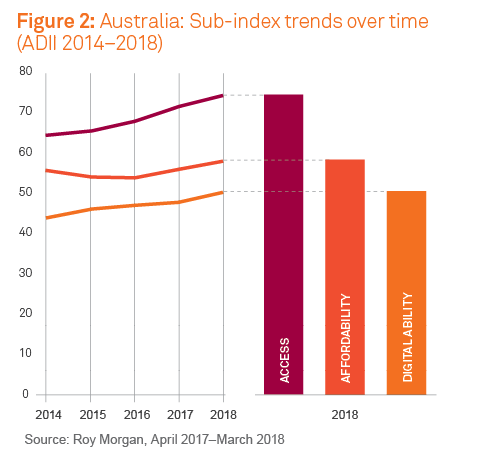 Figure 2: Australia: Sub-index trends over time
(ADII 2014–2018)
80
70
60
50
40
30
20
10
0
2014 2015 2016 2017 2018
ACCESS
AFFORDABILITY
DIGITAL ABILITY
2018
Source: Roy Morgan, April 2017–March 2018